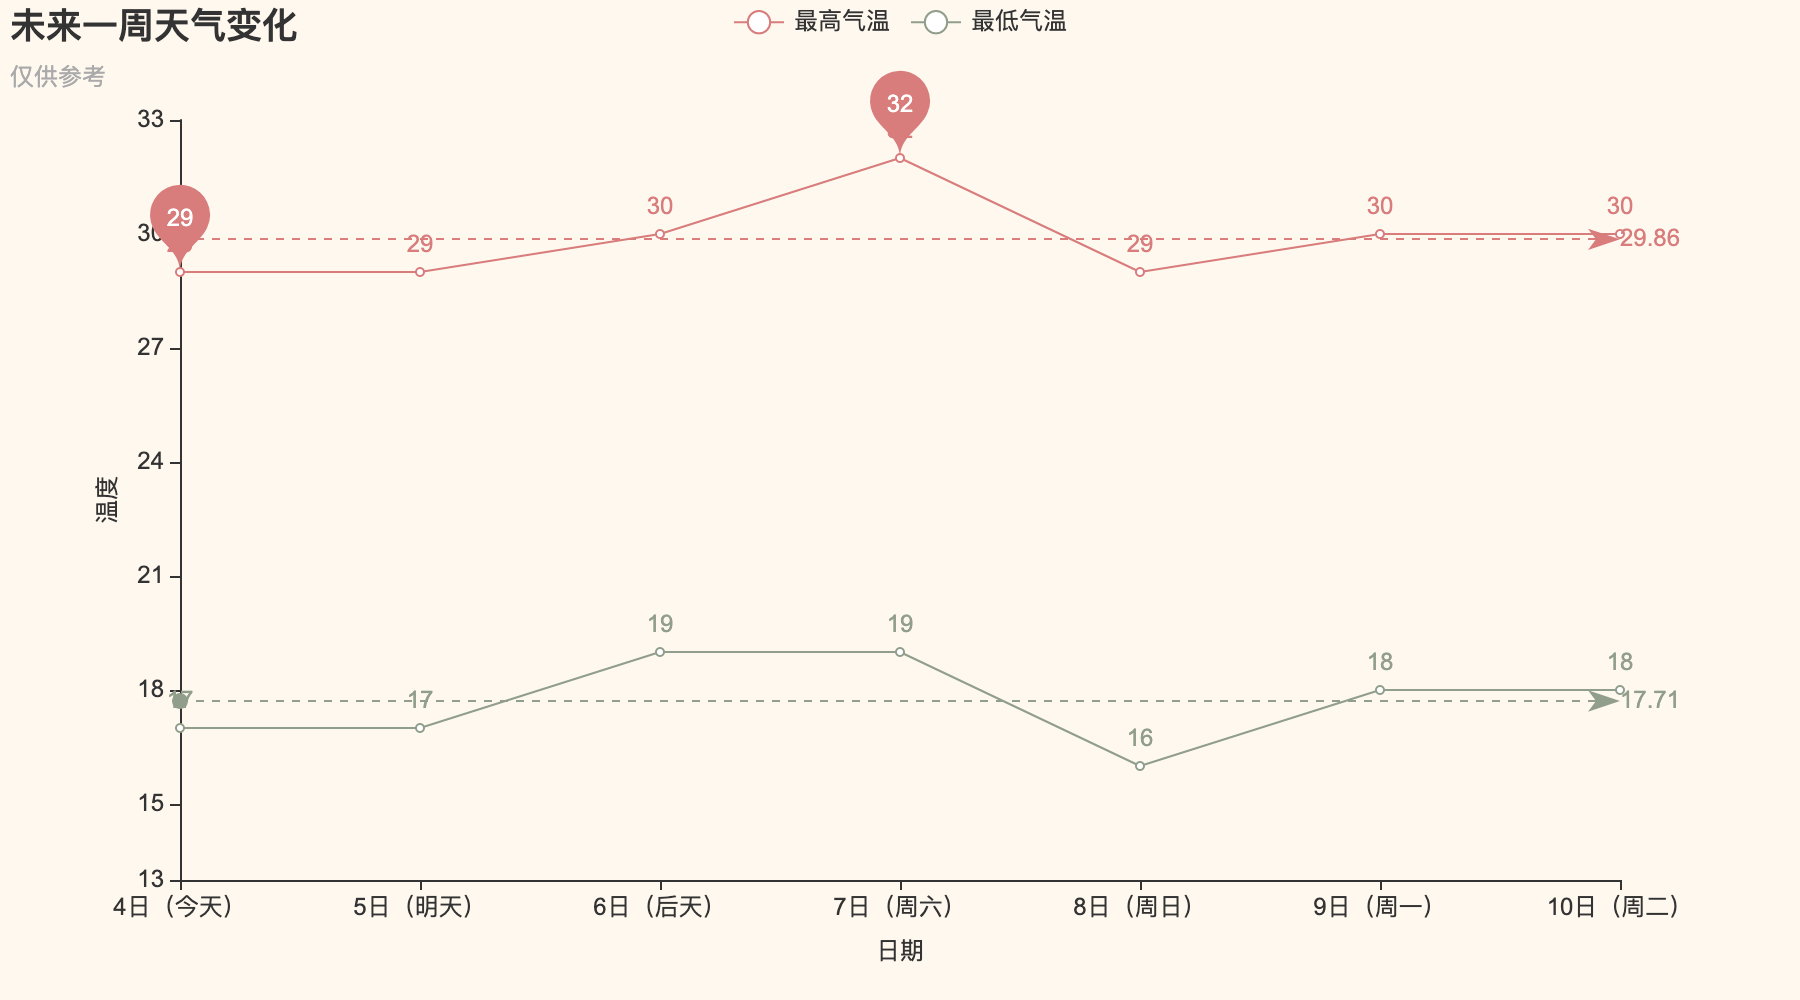 未来一周天气变化
仅供参考
最高气温
最低气温
33
30
27
24
21
18
15
13
温度
29
29
30
32
29
30
30
29.86
17
17
19
19
16
18
18
17.71
4日（今天）
5日（明天）
6日（后天）
7日（周六）
8日（周日）
9日（周一）
10日（周二）
日期